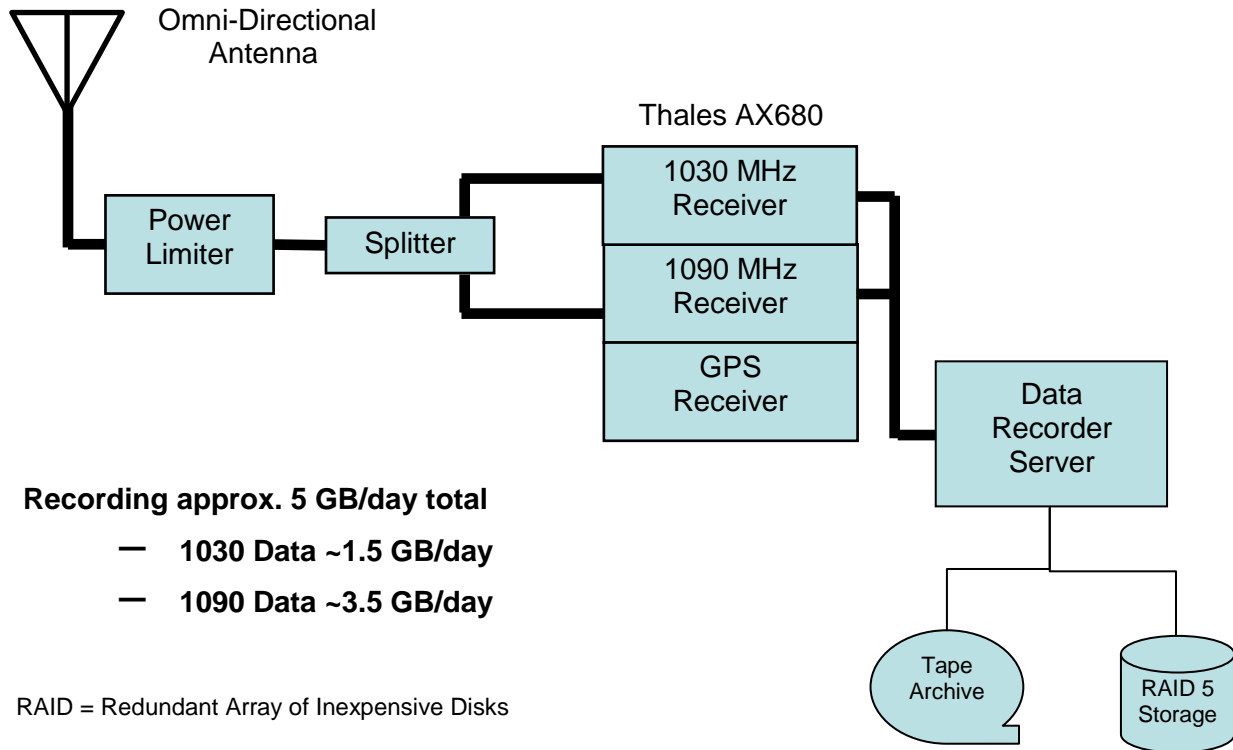 Omni-Directional
Antenna
Thales AX680
1030 MHz
Receiver
Power
Limiter
Splitter
1090 MHz
Receiver
GPS
Receiver
Data
Recorder
Server
Recording approx. 5 GB/day total
— 1030 Data ~1.5 GB/day
— 1090 Data ~3.5 GB/day
Tape
Archive
RAID 5
Storage
RAID = Redundant Array of Inexpensive Disks